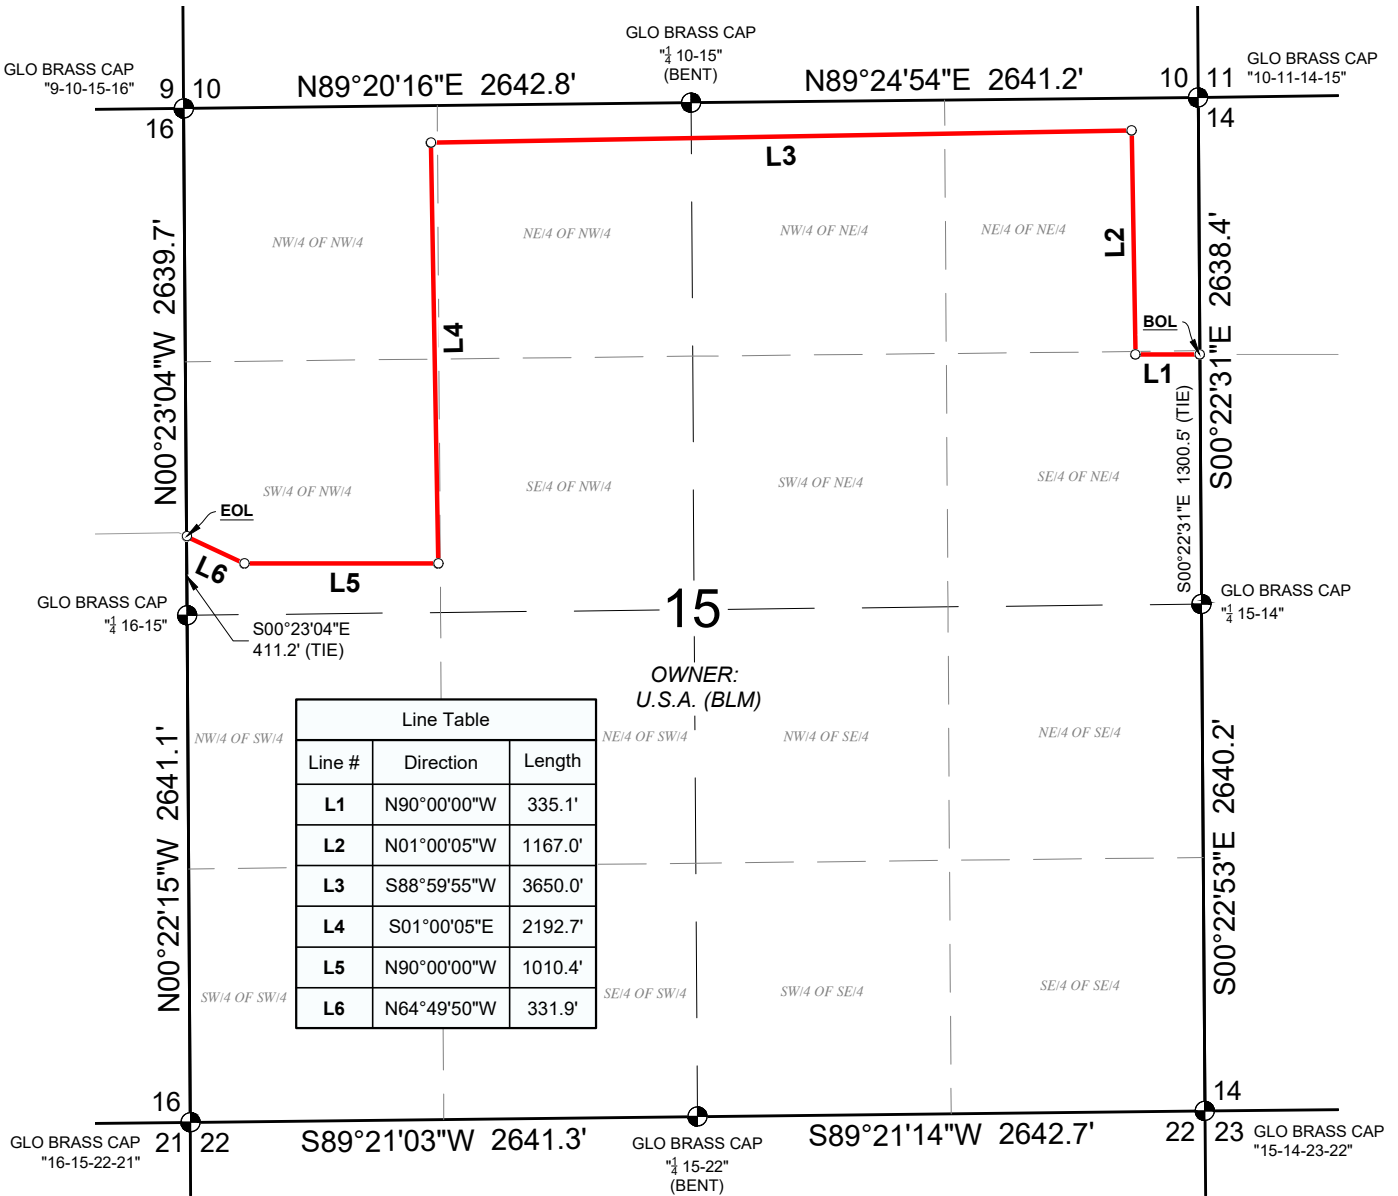 GLO BRASS CAP
"1/4 10-15"
(BENT)
GLO BRASS CAP
"9-10-15-16"
9 10
N89°20'16"E 2642.8'
N89°24'54"E 2641.2'
10 11
GLO BRASS CAP
"10-11-14-15"
16
14
L3
NW/4 OF NW/4
NE/4 OF NW/4
NW/4 OF NE/4
NE/4 OF NE/4
L2
N00°23'04"W 2639.7'
S00°22'31"E 2638.4'
L4
BOL
L1
S00°22'31"E 1300.5' (TIE)
SW/4 OF NW/4
SE/4 OF NW/4
SW/4 OF NE/4
SE/4 OF NE/4
EOL
L6
L5
GLO BRASS CAP
"1/4 16-15"
S00°23'04"E
411.2' (TIE)
15
GLO BRASS CAP
"1/4 15-14"
OWNER:
U.S.A. (BLM)
NW/4 OF SW/4
NE/4 OF SW/4
NW/4 OF SE/4
NE/4 OF SE/4
N00°22'15"W 2641.1'
S00°22'53"E 2640.2'
Line Table
Line # Direction Length
L1 N90°00'00"W 335.1'
L2 N01°00'05"W 1167.0'
L3 S88°59'55"W 3650.0'
L4 S01°00'05"E 2192.7'
L5 N90°00'00"W 1010.4'
L6 N64°49'50"W 331.9'
SW/4 OF SW/4
SE/4 OF SW/4
SW/4 OF SE/4
SE/4 OF SE/4
16
14
GLO BRASS CAP
"16-15-22-21"
21 22
S89°21'03"W 2641.3'
GLO BRASS CAP
"1/4 15-22"
(BENT)
S89°21'14"W 2642.7'
22 23
GLO BRASS CAP
"15-14-23-22"